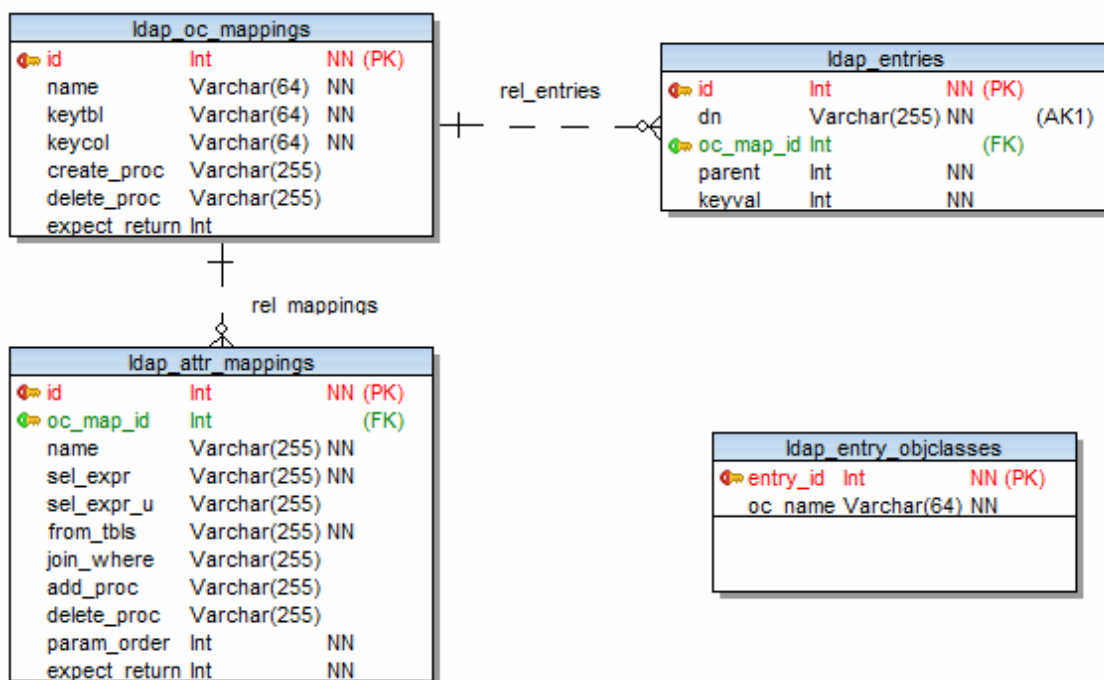 ldap_oc_mappings
id Int NN (PK)
name Varchar(64) NN
keytbl Varchar(64) NN
keycol Varchar(64) NN
create_proc Varchar(255)
delete_proc Varchar(255)
expect_return Int
rel_entries
ldap_entries
id Int NN (PK)
dn Varchar(255) NN (AK1)
oc_map_id Int (FK)
parent Int NN
keyval Int NN
rel_mappings
ldap_attr_mappings
id Int NN (PK)
oc_map_id Int (FK)
name Varchar(255) NN
sel_expr Varchar(255) NN
sel_expr_u Varchar(255)
from_tbls Varchar(255) NN
join_where Varchar(255)
add_proc Varchar(255)
delete_proc Varchar(255)
param_order Int NN
expect_return Int NN
ldap_entry_objclasses
entry_id Int NN (PK)
oc_name Varchar(64) NN